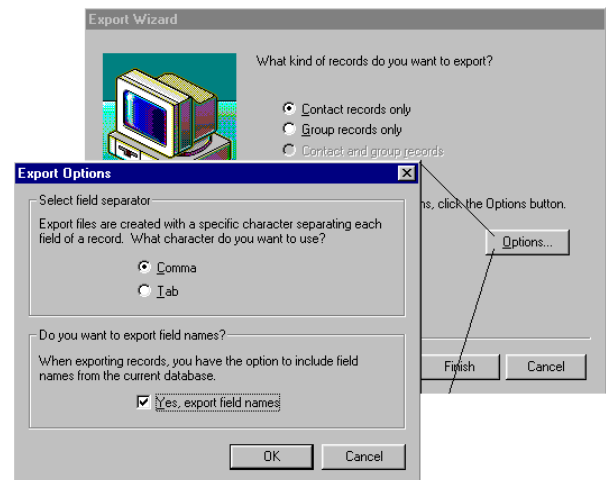 Export Wizard
What kind of records do you want to export?
Contact records only
Group records only
Contact and group records
click the Options button.
Options...
Finish
Cancel
Export Options
Select field separator
Export files are created with a specific character separating each
field of a record. What character do you want to use?
Comma
Tab
Do you want to export field names?
When exporting records, you have the option to include field
names from the current database.
Yes, export field names
OK
Cancel